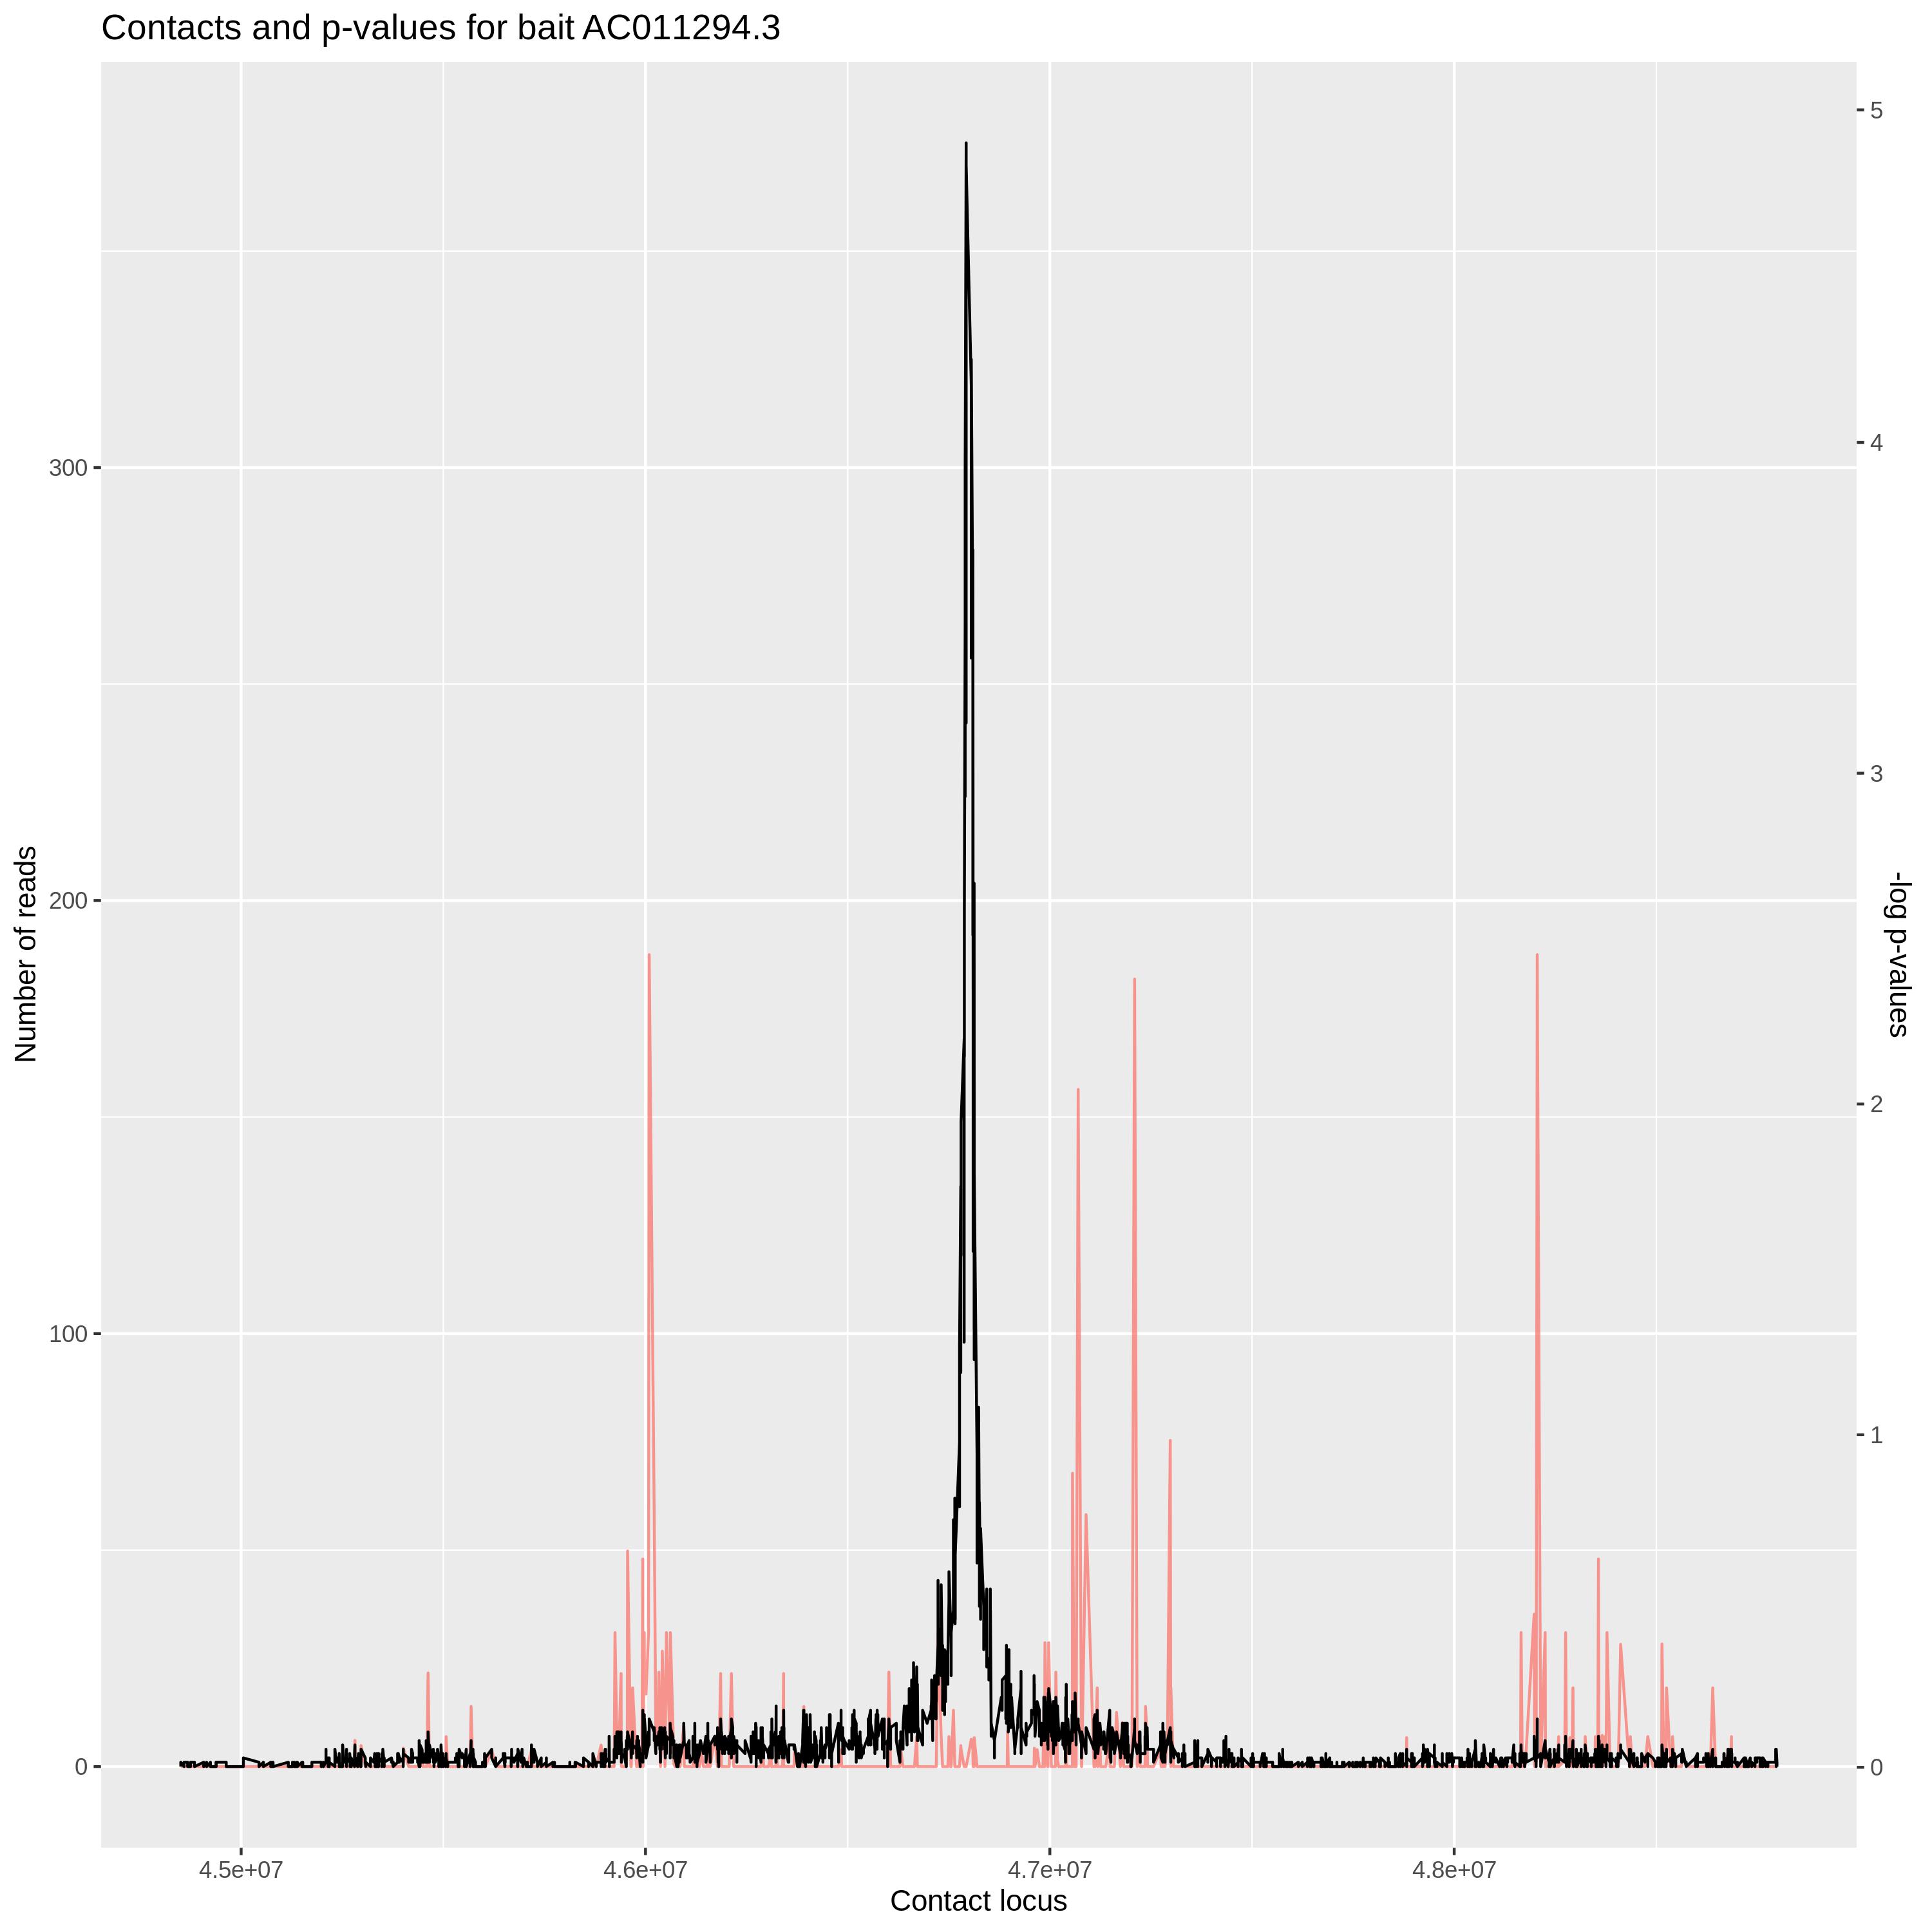 Contacts and p-values for bait AC011294.3
Number of reads
300
200
100
0
5
4
3
2
1
0
-log p-values
4.5e+07 4.6e+07 4.7e+07 4.8e+07
Contact locus